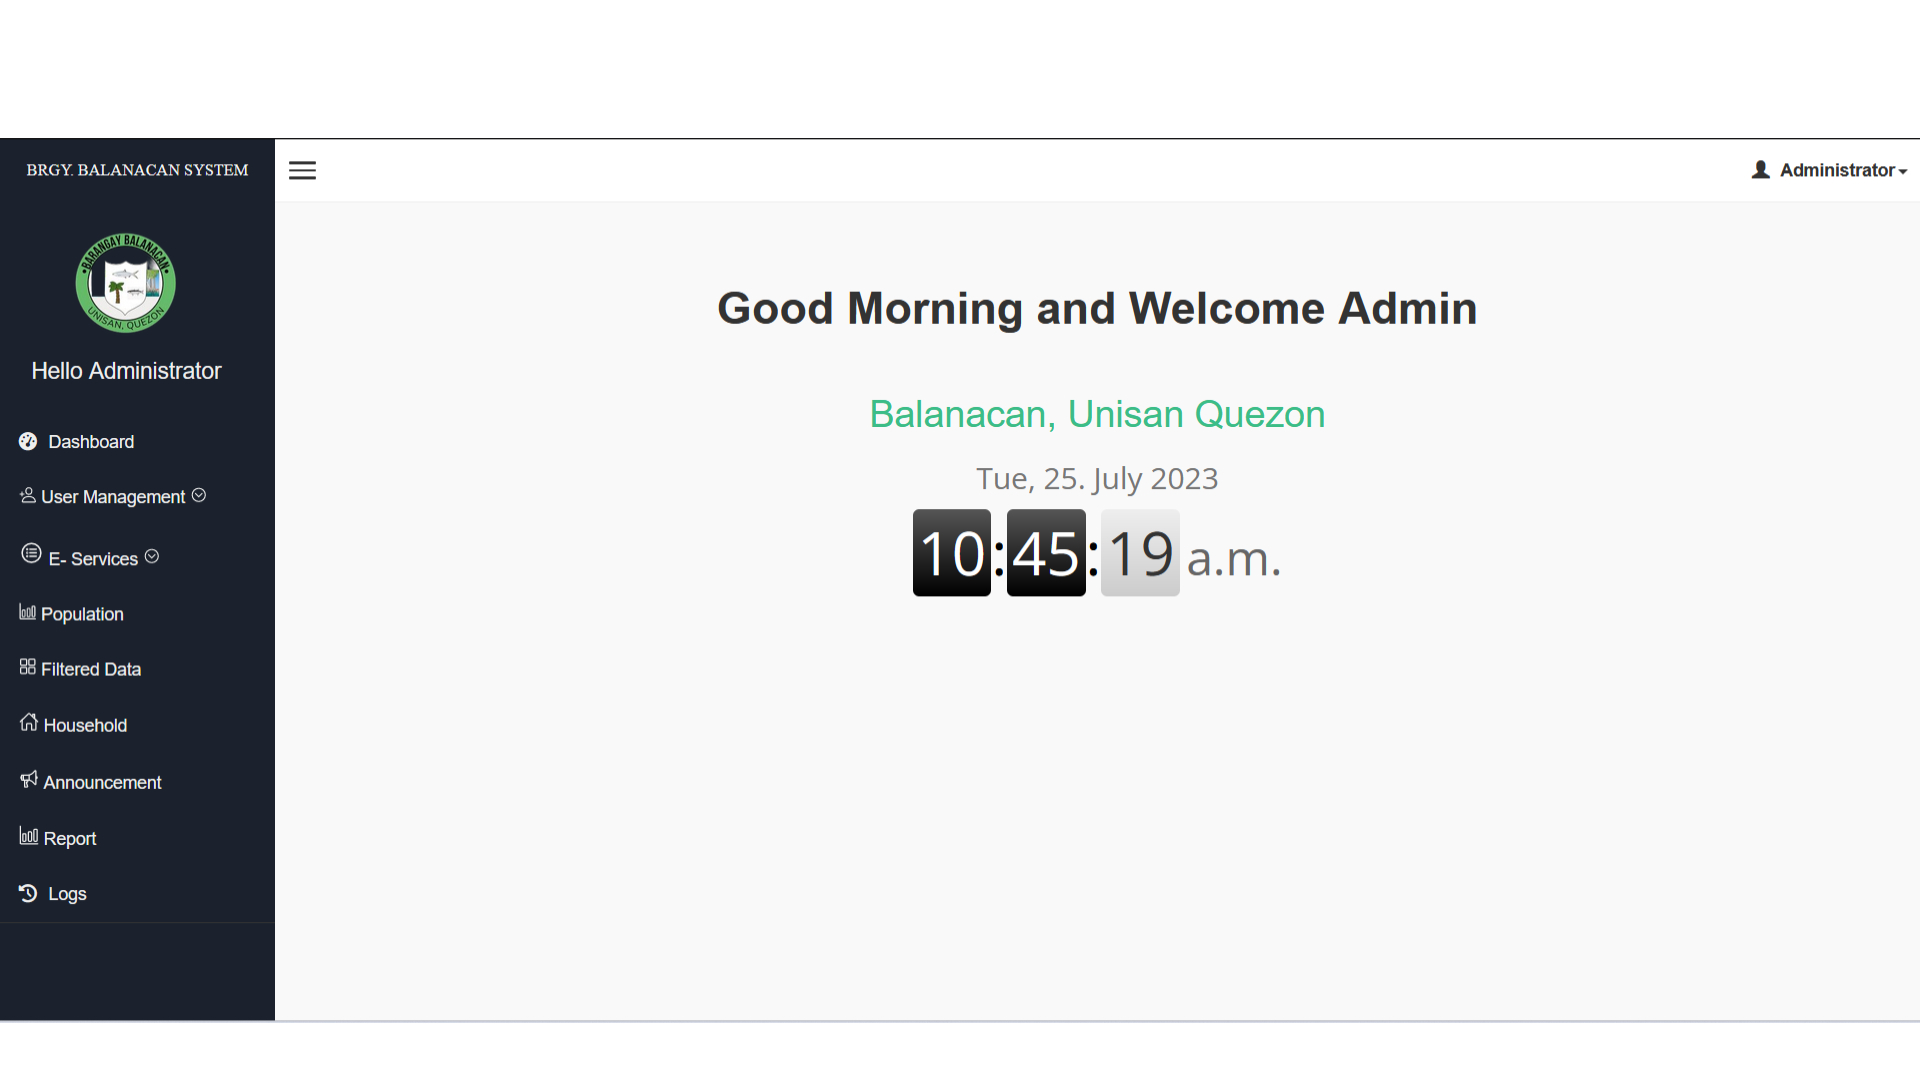 BRGY. BALANACAN SYSTEM
Administrator
BARANGAY BALANACAN
UNISAN, QUEZON
Hello Administrator
Dashboard
User Management
E- Services
Population
Filtered Data
Household
Announcement
Report
Logs
Good Morning and Welcome Admin
Balanacan, Unisan Quezon
Tue, 25. July 2023
10:45:19 a.m.